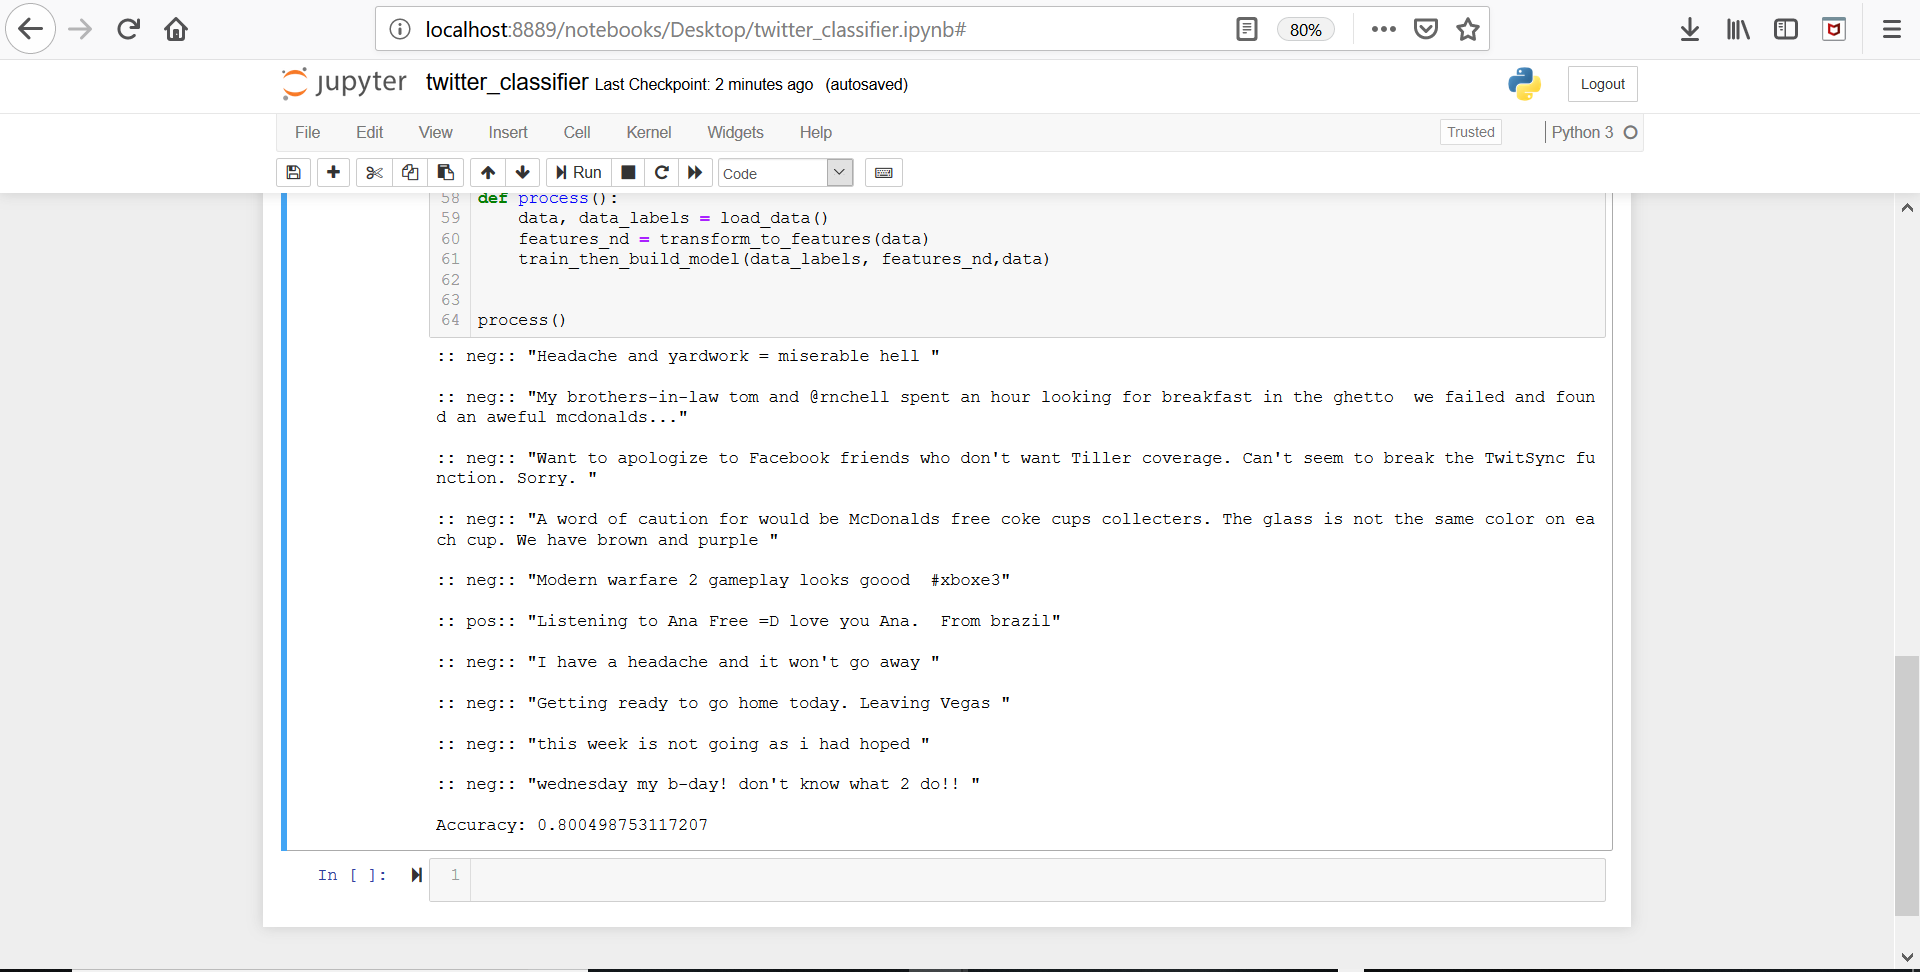 localhost:8889/notebooks/Desktop/twitter_classifier.ipynb#
80%
jupyter twitter_classifier Last Checkpoint: 2 minutes ago (autosaved)
Logout
File Edit View Insert Cell Kernel Widgets Help
Trusted
Python 3
Run
Code
58 def process():
59 data, data_labels = load_data()
60 features_nd = transform_to_features(data)
61 train_then_build_model(data_labels, features_nd,data)
62
63
64 process()
:: neg:: "Headache and yardwork = miserable hell "
:: neg:: "My brothers-in-law tom and @rnchell spent an hour looking for breakfast in the ghetto  we failed and foun
d an aweful mcdonalds..."
:: neg:: "Want to apologize to Facebook friends who don't want Tiller coverage. Can't seem to break the TwitSync fu
nction. Sorry. "
:: neg:: "A word of caution for would be McDonalds free coke cups collecters. The glass is not the same color on ea
ch cup. We have brown and purple "
:: neg:: "Modern warfare 2 gameplay looks goood  #xboxe3"
:: pos:: "Listening to Ana Free =D love you Ana.  From brazil"
:: neg:: "I have a headache and it won't go away "
:: neg:: "Getting ready to go home today. Leaving Vegas "
:: neg:: "this week is not going as i had hoped "
:: neg:: "wednesday my b-day! don't know what 2 do!! "
Accuracy: 0.800498753117207
In [ ]: 1